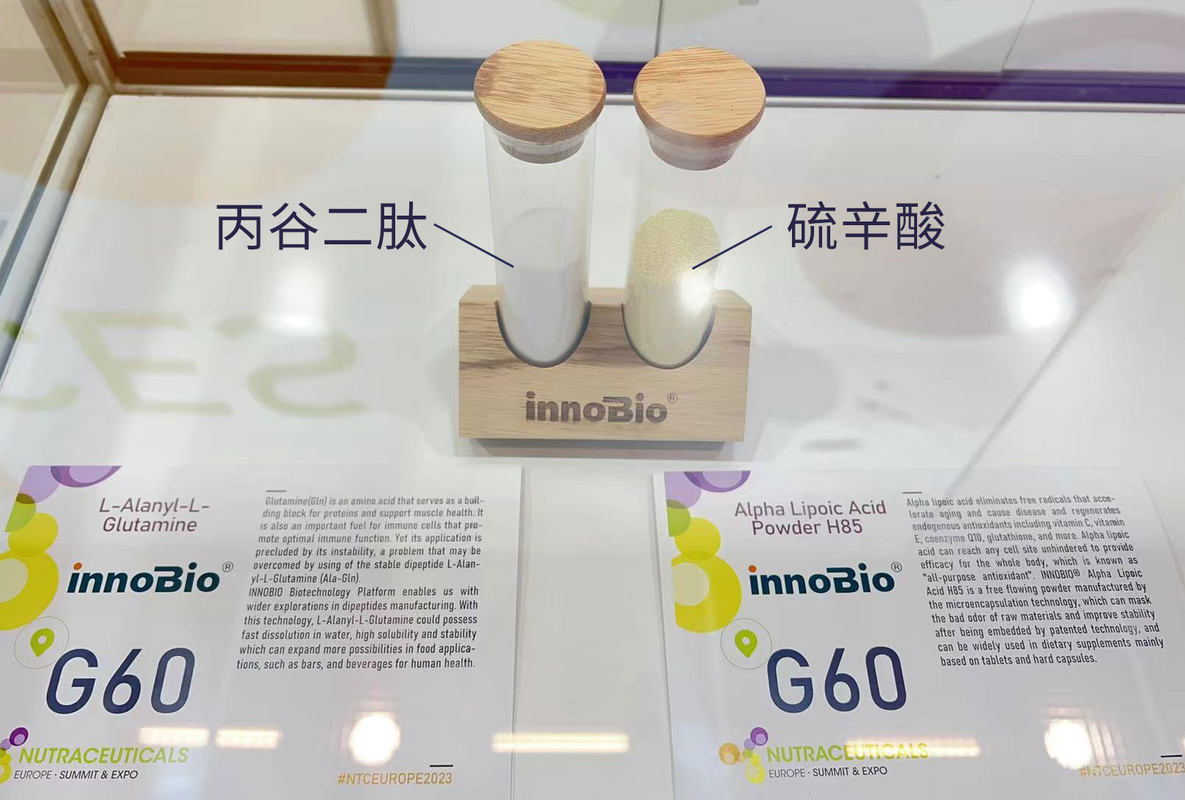 丙谷二肽
硫辛酸
innoBio®
L-Alanyl-L-
Glutamine
innoBio®
G60
NUTRACEUTICALS
EUROPE · SUMMIT & EXPO
Glutamine(Gln) is an amino acid that serves as a buil-
ding block for proteins and support muscle health. It
is also an important fuel for immune cells that pro-
mote optimal immune function. Yet its application is
precluded by its instability, a problem that may be
overcomed by using of the stable dipeptide L-Alan-
yl-L-Glutamine (Ala-Gln).
INNOBIO Biotechnology Platform enables us with
wider explorations in dipeptides manufacturing. With
this technology, L-Alanyl-L-Glutamine could possess
fast dissolution in water, high solubility and stability
which can expand more possibilities in food applica-
tions, such as bars, and beverages for human health.
#NTCEUROPE2023
Alpha Lipoic Acid
Powder H85
innoBio®
G60
NUTRACEUTICALS
EUROPE · SUMMIT & EXPO
Alpha lipoic acid eliminates free radicals that acce-
lerate aging and cause disease and regenerates
endogenous antioxidants including vitamin C, vitamin
E, coenzyme Q10, glutathione, and more. Alpha lipoic
acid can reach any cell site unhindered to provide
efficacy for the whole body, which is known as
"all-purpose antioxidant". INNOBIO® Alpha Lipoic
Acid H85 is a free flowing powder manufactured by
the microencapsulation technology, which can mask
the bad odor of raw materials and improve stability
after being embedded by patented technology, and
can be widely used in dietary supplements mainly
based on tablets and hard capsules.
#NTCEUROPE2023